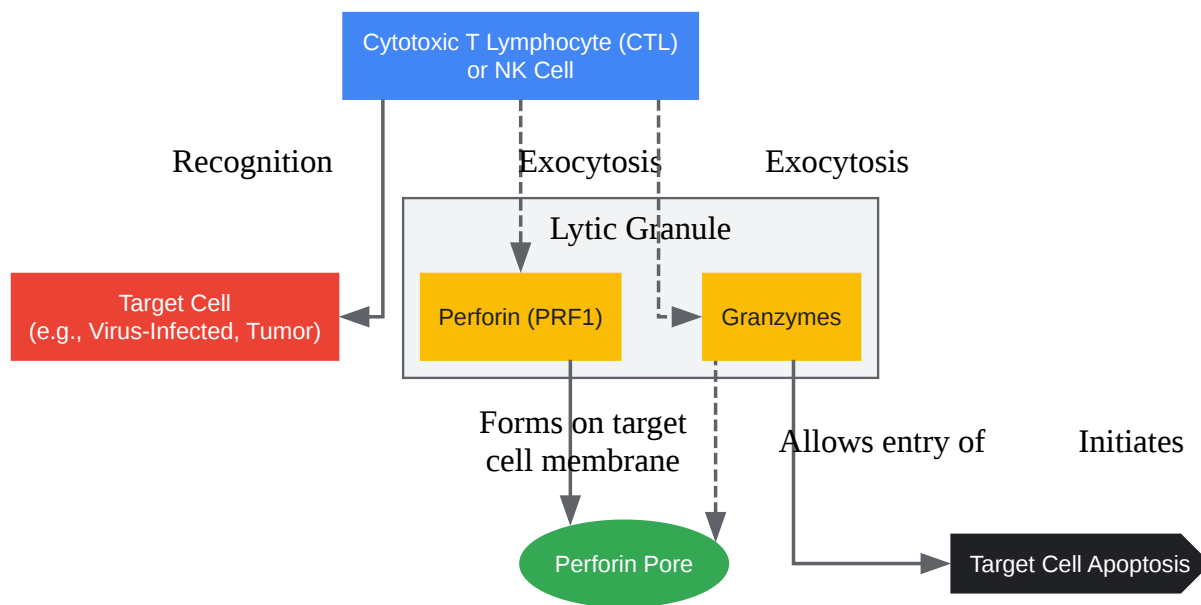 Cytotoxic T Lymphocyte (CTL)
or NK Cell
Recognition
Exocytosis
Exocytosis
Lytic Granule
Target Cell
(e.g., Virus-Infected, Tumor)
Perforin (PRF1)
Granzymes
Forms on target
cell membrane
Allows entry of
Initiates
Perforin Pore
Target Cell Apoptosis